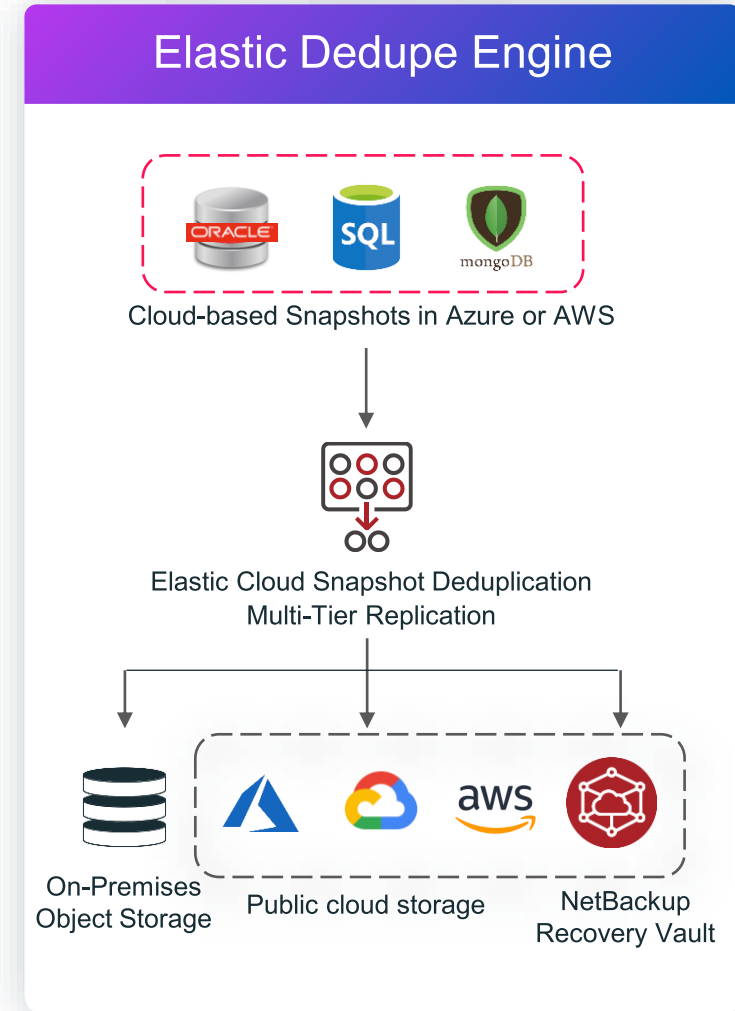 Elastic Dedupe Engine
ORACLE
SQL
mongoDB
Cloud-based Snapshots in Azure or AWS
Elastic Cloud Snapshot Deduplication
Multi-Tier Replication
aws
On-Premises
Object Storage
Public cloud storage
NetBackup
Recovery Vault